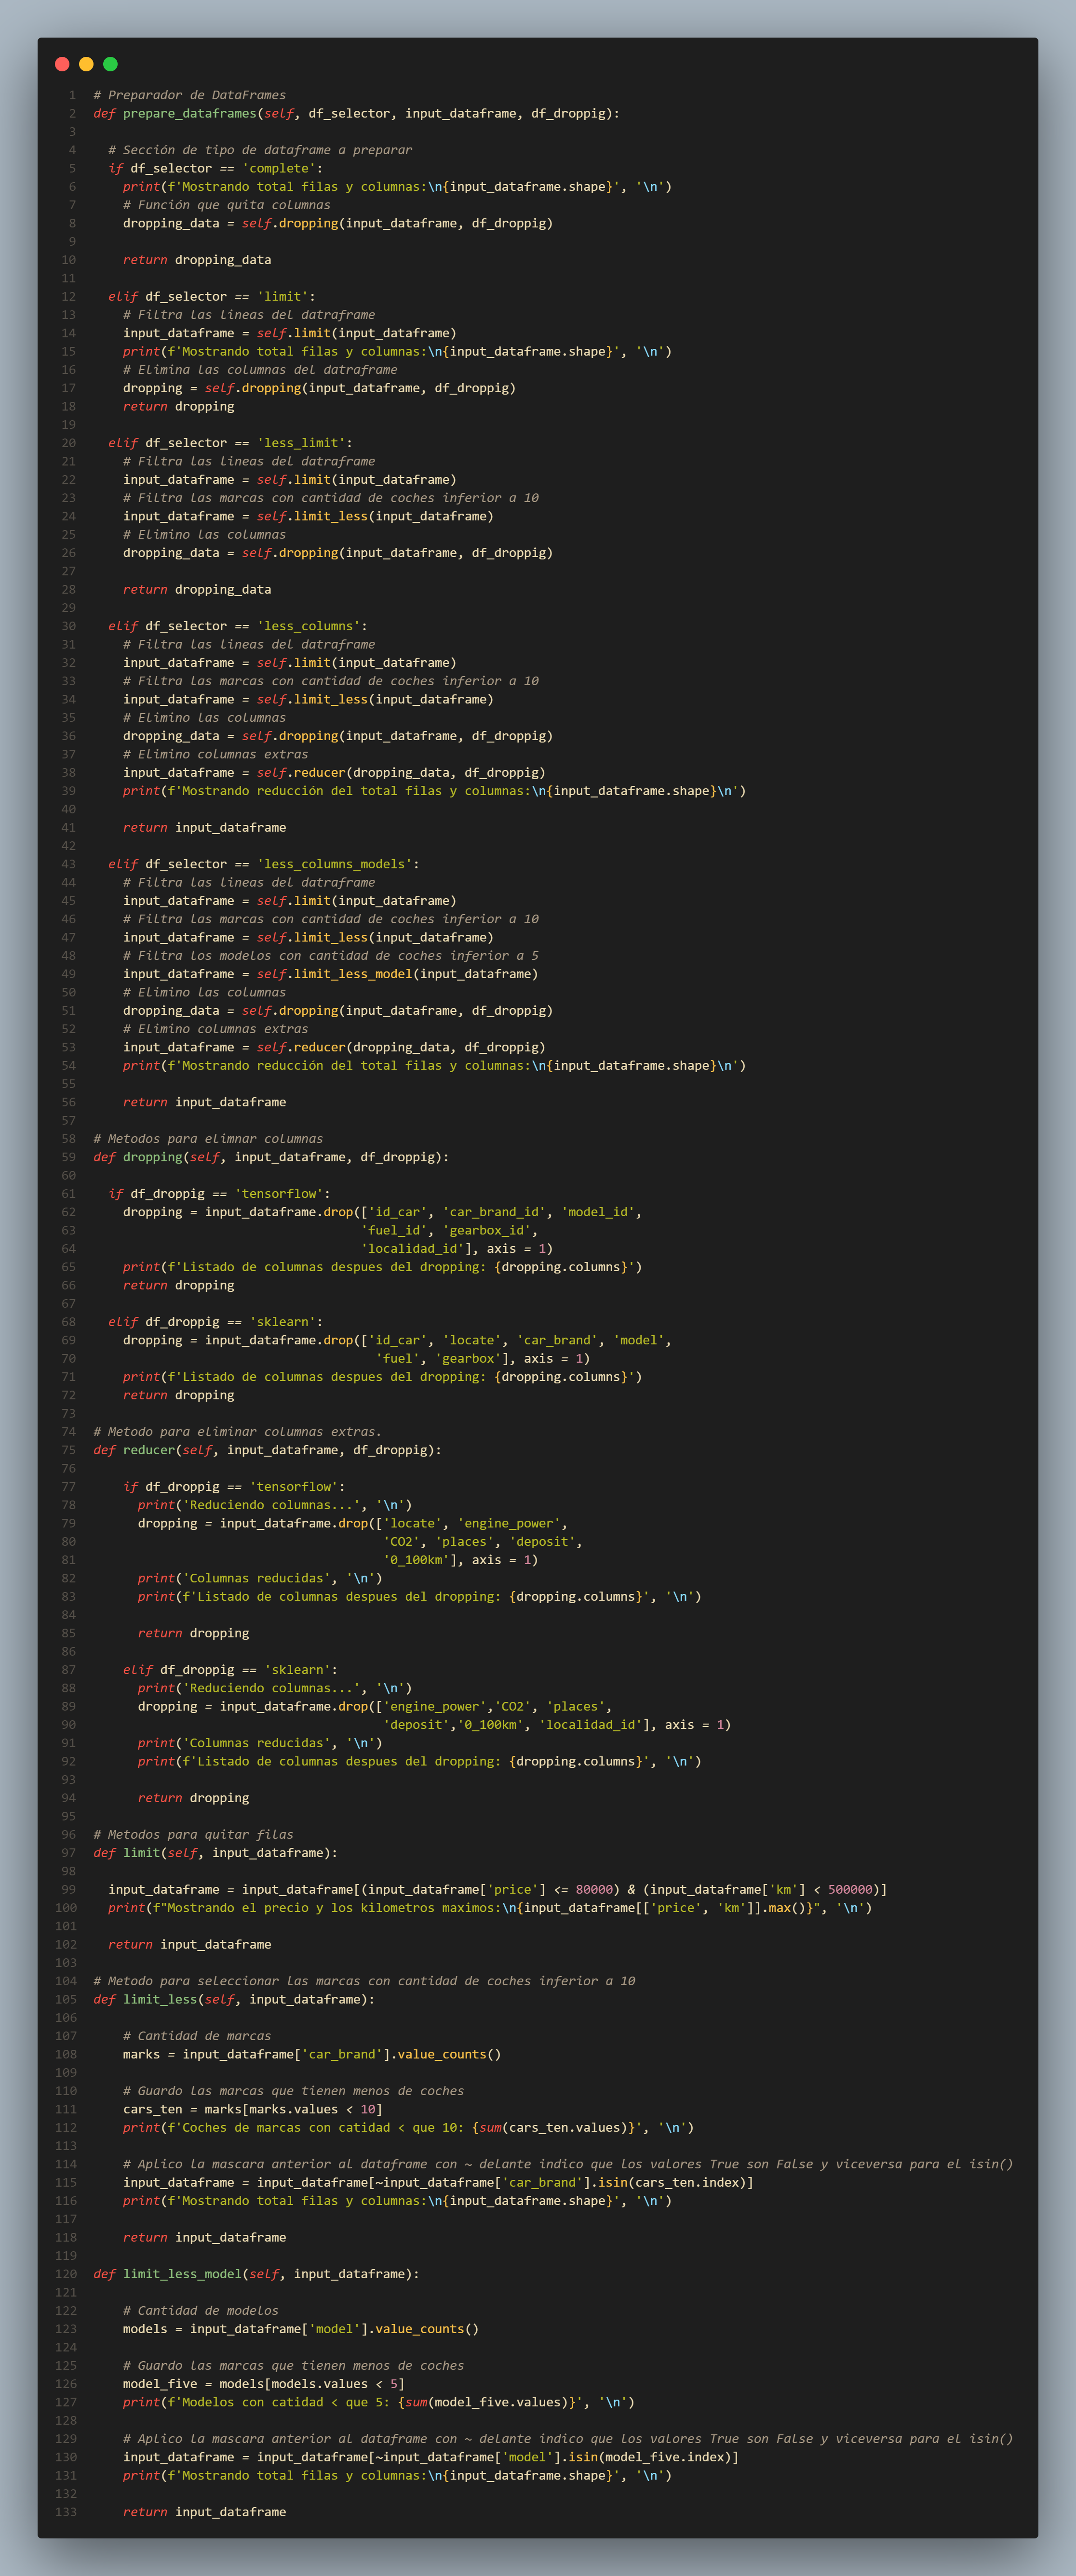 1 # Preparador de DataFrames
2 def prepare_dataframes(self, df_selector, input_dataframe, df_droppig):
3
4   # Sección de tipo de dataframe a preparar
5   if df_selector == 'complete':
6     print(f'Mostrando total filas y columnas:\n{input_dataframe.shape}', '\n')
7     # Función que quita columnas
8     dropping_data = self.dropping(input_dataframe, df_droppig)
9
10     return dropping_data
11
12   elif df_selector == 'limit':
13     # Filtra las lineas del datraframe
14     input_dataframe = self.limit(input_dataframe)
15     print(f'Mostrando total filas y columnas:\n{input_dataframe.shape}', '\n')
16     # Elimina las columnas del datraframe
17     dropping = self.dropping(input_dataframe, df_droppig)
18     return dropping
19
20   elif df_selector == 'less_limit':
21     # Filtra las lineas del datraframe
22     input_dataframe = self.limit(input_dataframe)
23     # Filtra las marcas con cantidad de coches inferior a 10
24     input_dataframe = self.limit_less(input_dataframe)
25     # Elimino las columnas
26     dropping_data = self.dropping(input_dataframe, df_droppig)
27
28     return dropping_data
29
30   elif df_selector == 'less_columns':
31     # Filtra las lineas del datraframe
32     input_dataframe = self.limit(input_dataframe)
33     # Filtra las marcas con cantidad de coches inferior a 10
34     input_dataframe = self.limit_less(input_dataframe)
35     # Elimino las columnas
36     dropping_data = self.dropping(input_dataframe, df_droppig)
37     # Elimino columnas extras
38     input_dataframe = self.reducer(dropping_data, df_droppig)
39     print(f'Mostrando reducción del total filas y columnas:\n{input_dataframe.shape}\n')
40
41     return input_dataframe
42
43   elif df_selector == 'less_columns_models':
44     # Filtra las lineas del datraframe
45     input_dataframe = self.limit(input_dataframe)
46     # Filtra las marcas con cantidad de coches inferior a 10
47     input_dataframe = self.limit_less(input_dataframe)
48     # Filtra los modelos con cantidad de coches inferior a 5
49     input_dataframe = self.limit_less_model(input_dataframe)
50     # Elimino las columnas
51     dropping_data = self.dropping(input_dataframe, df_droppig)
52     # Elimino columnas extras
53     input_dataframe = self.reducer(dropping_data, df_droppig)
54     print(f'Mostrando reducción del total filas y columnas:\n{input_dataframe.shape}\n')
55
56     return input_dataframe
57
58 # Metodos para elimnar columnas
59 def dropping(self, input_dataframe, df_droppig):
60
61   if df_droppig == 'tensorflow':
62     dropping = input_dataframe.drop(['id_car', 'car_brand_id', 'model_id',
63                                     'fuel_id', 'gearbox_id',
64                                     'localidad_id'], axis = 1)
65     print(f'Listado de columnas despues del dropping: {dropping.columns}')
66     return dropping
67
68   elif df_droppig == 'sklearn':
69     dropping = input_dataframe.drop(['id_car', 'locate', 'car_brand', 'model',
70                                       'fuel', 'gearbox'], axis = 1)
71     print(f'Listado de columnas despues del dropping: {dropping.columns}')
72     return dropping
73
74 # Metodo para eliminar columnas extras.
75 def reducer(self, input_dataframe, df_droppig):
76
77     if df_droppig == 'tensorflow':
78       print('Reduciendo columnas...', '\n')
79       dropping = input_dataframe.drop(['locate', 'engine_power',
80                                        'CO2', 'places', 'deposit',
81                                        '0_100km'], axis = 1)
82       print('Columnas reducidas', '\n')
83       print(f'Listado de columnas despues del dropping: {dropping.columns}', '\n')
84
85       return dropping
86
87     elif df_droppig == 'sklearn':
88       print('Reduciendo columnas...', '\n')
89       dropping = input_dataframe.drop(['engine_power','CO2', 'places',
90                                        'deposit','0_100km', 'localidad_id'], axis = 1)
91       print('Columnas reducidas', '\n')
92       print(f'Listado de columnas despues del dropping: {dropping.columns}', '\n')
93
94       return dropping
95
96 # Metodos para quitar filas
97 def limit(self, input_dataframe):
98
99   input_dataframe = input_dataframe[(input_dataframe['price'] <= 80000) & (input_dataframe['km'] < 500000)]
100   print(f"Mostrando el precio y los kilometros maximos:\n{input_dataframe[['price', 'km']].max()}", '\n')
101
102   return input_dataframe
103
104 # Metodo para seleccionar las marcas con cantidad de coches inferior a 10
105 def limit_less(self, input_dataframe):
106
107     # Cantidad de marcas
108     marks = input_dataframe['car_brand'].value_counts()
109
110     # Guardo las marcas que tienen menos de coches
111     cars_ten = marks[marks.values < 10]
112     print(f'Coches de marcas con catidad < que 10: {sum(cars_ten.values)}', '\n')
113
114     # Aplico la mascara anterior al dataframe con ~ delante indico que los valores True son False y viceversa para el isin()
115     input_dataframe = input_dataframe[~input_dataframe['car_brand'].isin(cars_ten.index)]
116     print(f'Mostrando total filas y columnas:\n{input_dataframe.shape}', '\n')
117
118     return input_dataframe
119
120 def limit_less_model(self, input_dataframe):
121
122     # Cantidad de modelos
123     models = input_dataframe['model'].value_counts()
124
125     # Guardo las marcas que tienen menos de coches
126     model_five = models[models.values < 5]
127     print(f'Modelos con catidad < que 5: {sum(model_five.values)}', '\n')
128
129     # Aplico la mascara anterior al dataframe con ~ delante indico que los valores True son False y viceversa para el isin()
130     input_dataframe = input_dataframe[~input_dataframe['model'].isin(model_five.index)]
131     print(f'Mostrando total filas y columnas:\n{input_dataframe.shape}', '\n')
132
133     return input_dataframe